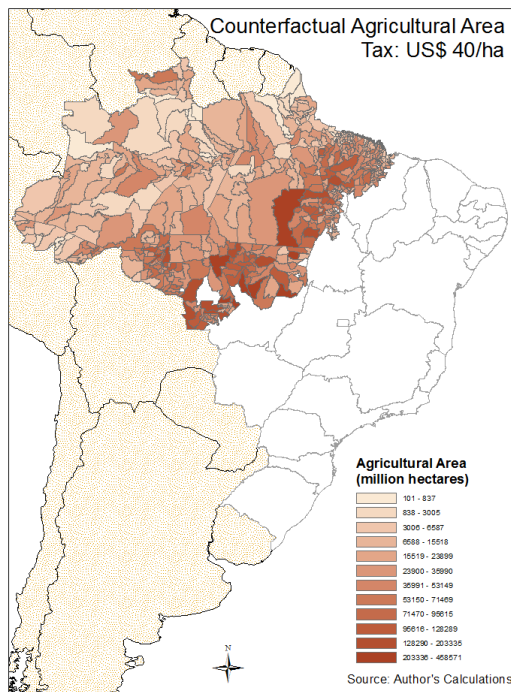 Counterfactual Agricultural Area
Tax: US$ 40/ha
Agricultural Area
(million hectares)
101 - 837
838 - 3005
3006 - 6587
6588 - 15518
15519 - 23899
23900 - 35990
35991 - 53149
53150 - 71469
71470 - 95615
95616 - 128289
128290 - 203335
203336 - 468571
N
Source: Author's Calculations